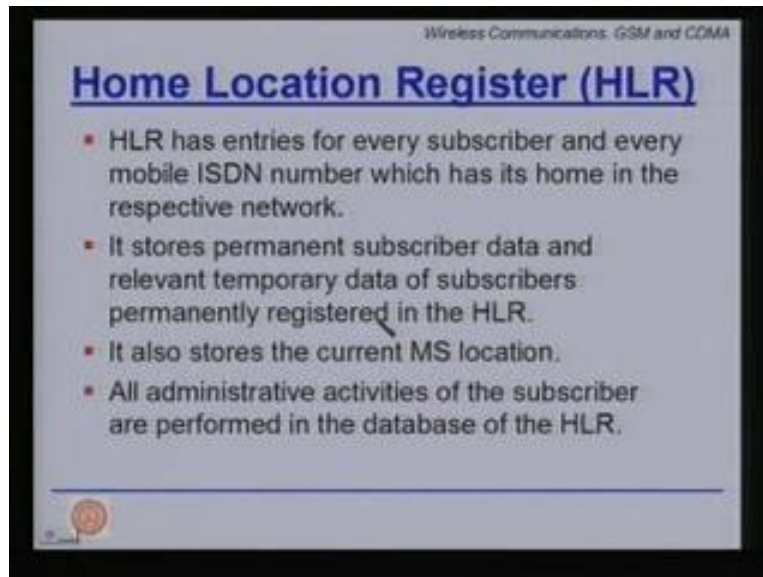 Wireless Communications. GSM and CDMA
Home Location Register (HLR)
▪ HLR has entries for every subscriber and every
mobile ISDN number which has its home in the
respective network.
▪ It stores permanent subscriber data and
relevant temporary data of subscribers
permanently registered in the HLR.
▪ It also stores the current MS location.
▪ All administrative activities of the subscriber
are performed in the database of the HLR.